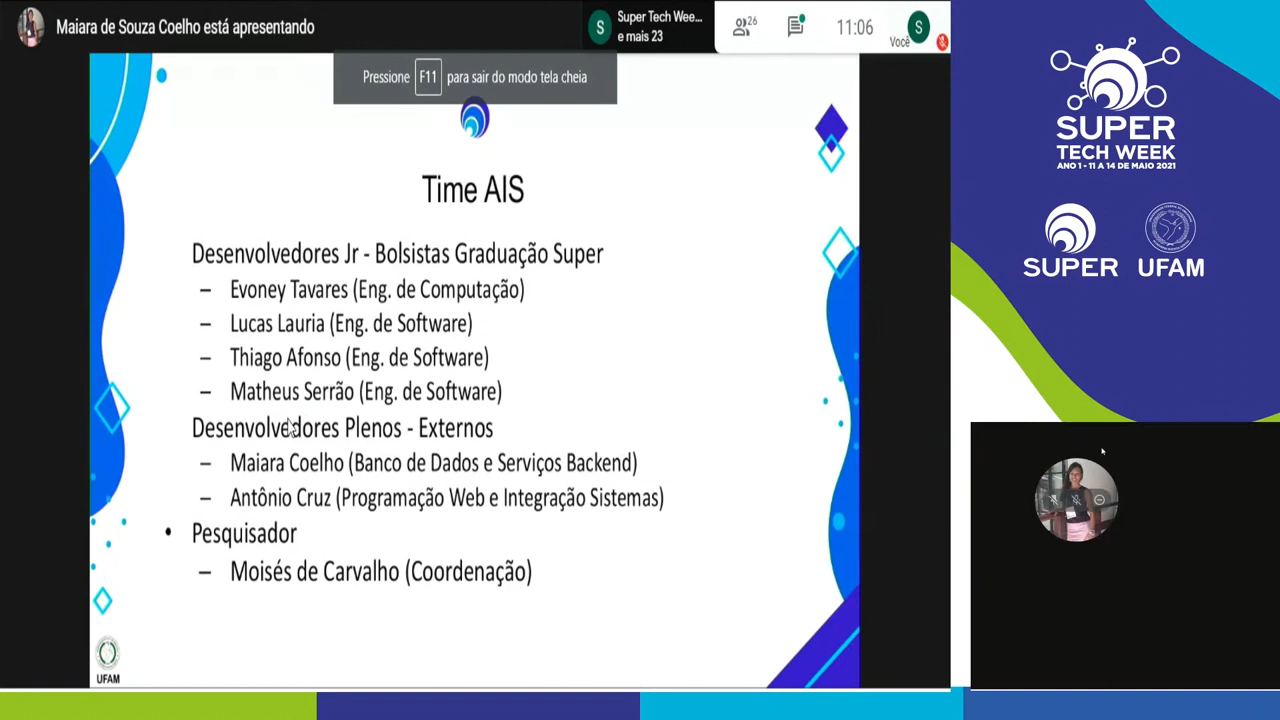 Maiara de Souza Coelho está apresentando
S
Super Tech Wee...
e mais 23
26
11:06
Você
S
Pressione F11 para sair do modo tela cheia
Time AIS
Desenvolvedores Jr - Bolsistas Graduação Super
– Evoney Tavares (Eng. de Computação)
– Lucas Lauria (Eng. de Software)
– Thiago Afonso (Eng. de Software)
– Matheus Serrão (Eng. de Software)
Desenvolvedores Plenos - Externos
– Maiara Coelho (Banco de Dados e Serviços Backend)
– Antônio Cruz (Programação Web e Integração Sistemas)
• Pesquisador
– Moisés de Carvalho (Coordenação)
UFAM
SUPER
TECH WEEK
ANO 1 - 11 A 14 DE MAIO 2021
SUPER
UFAM